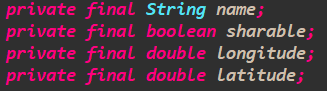 private final String name;
private final boolean sharable;
private final double longitude;
private final double latitude;